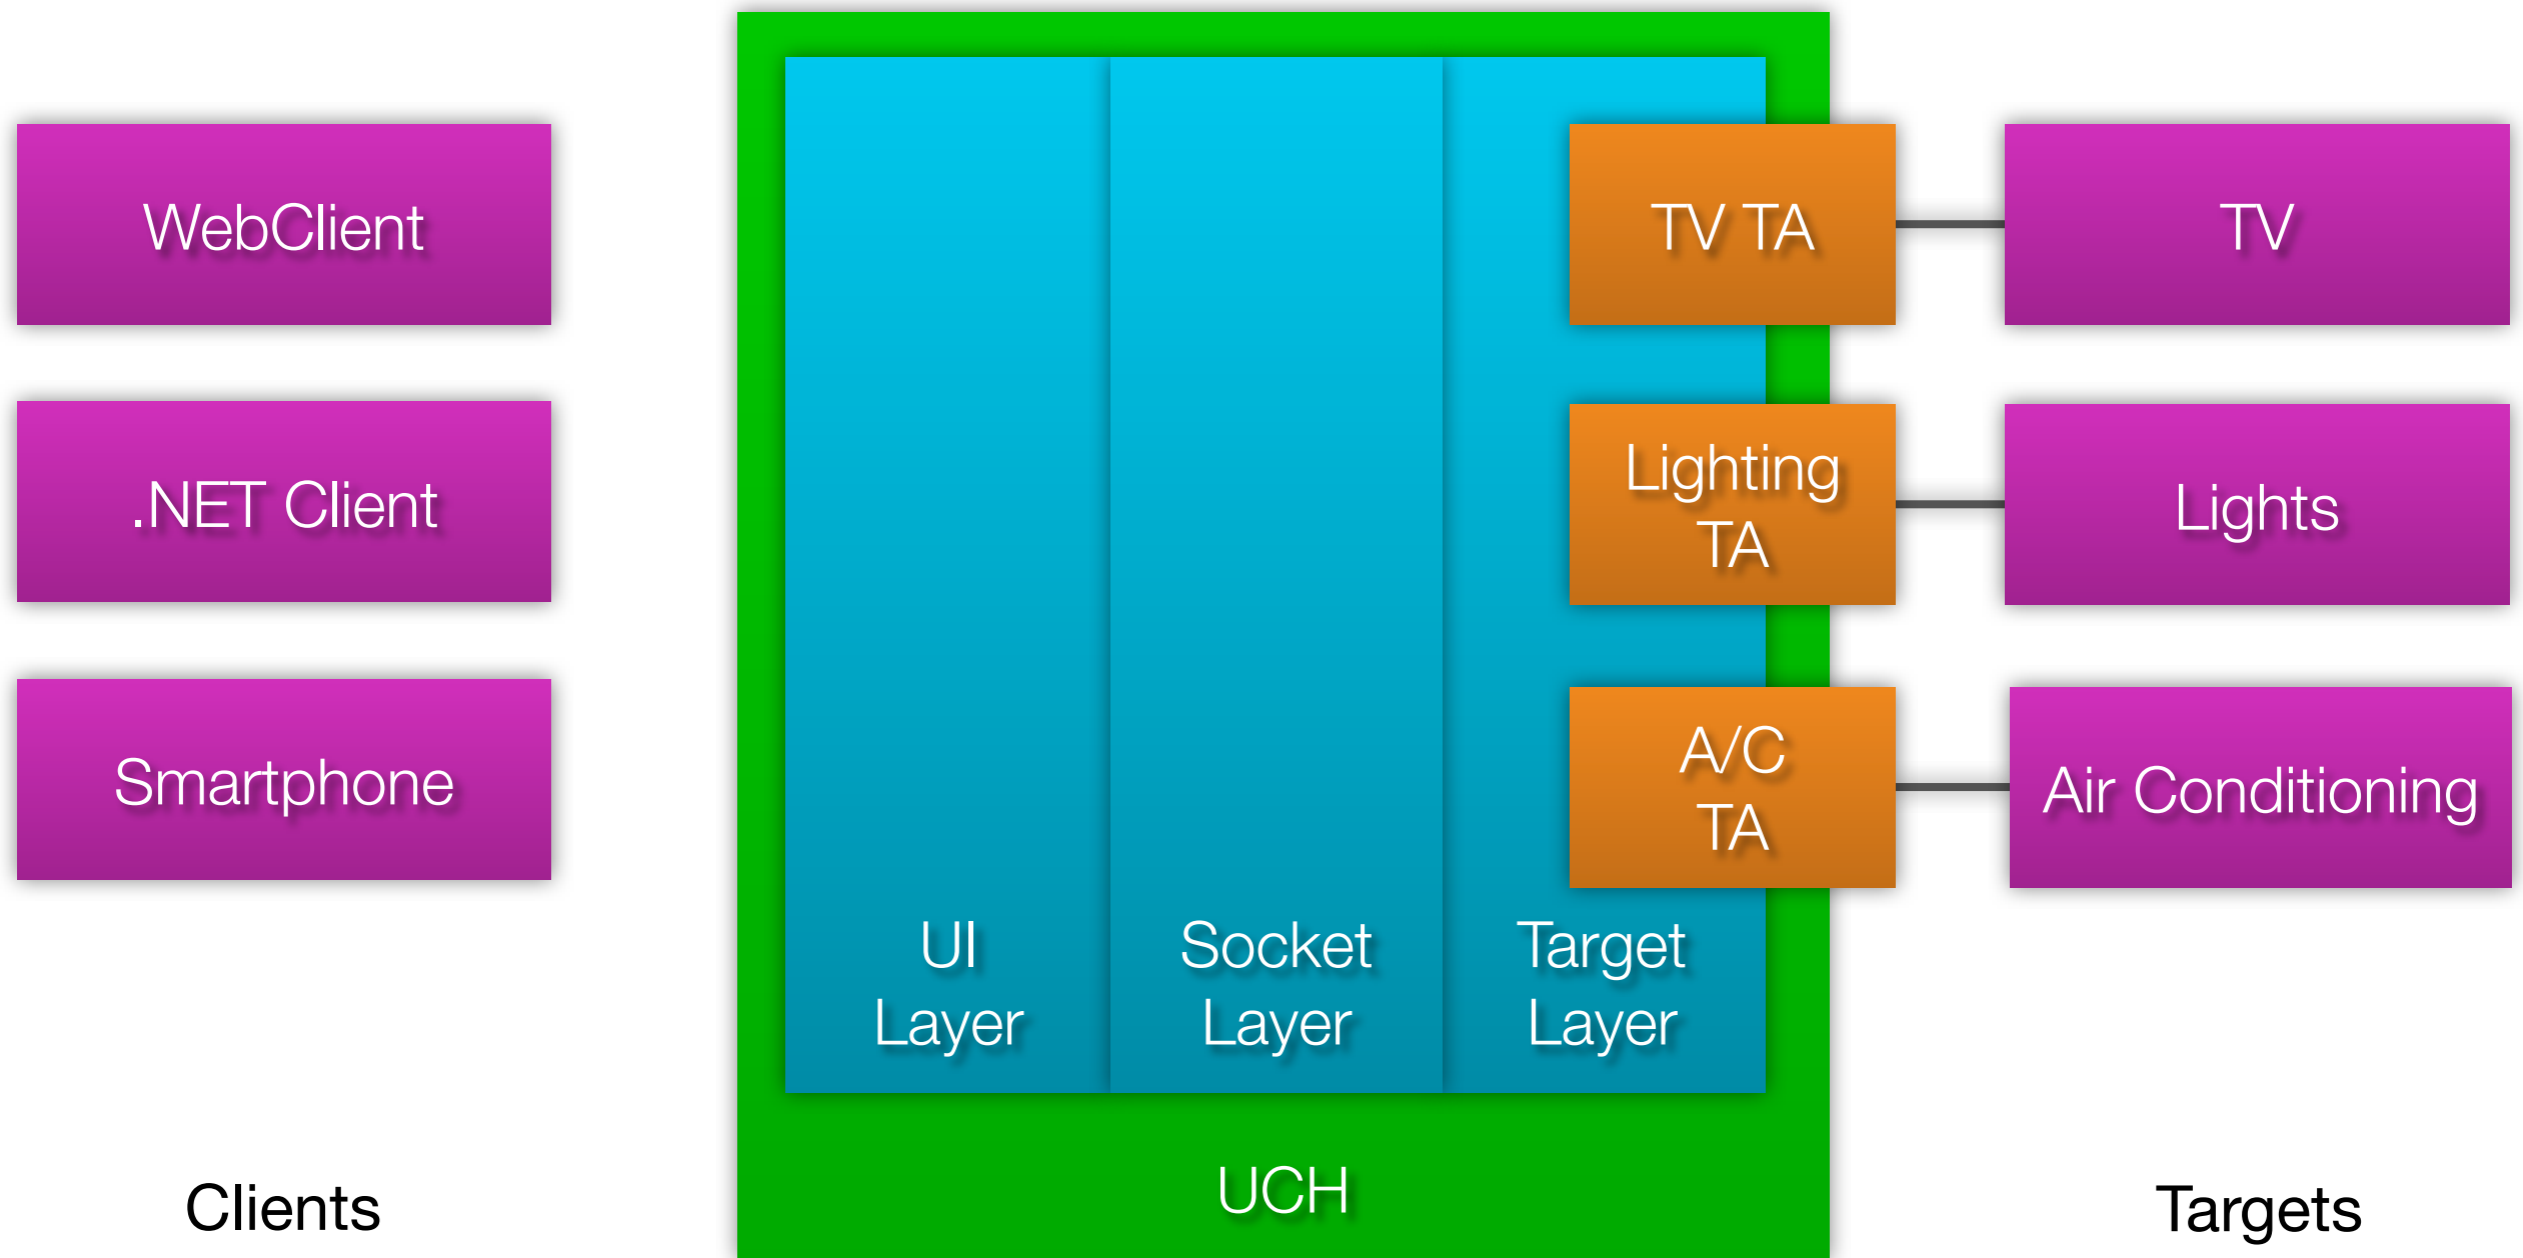 WebClient
.NET Client
Smartphone
Clients
TV TA
Lighting
TA
A/C
TA
UI
Layer
Socket
Layer
Target
Layer
UCH
TV
Lights
Air Conditioning
Targets